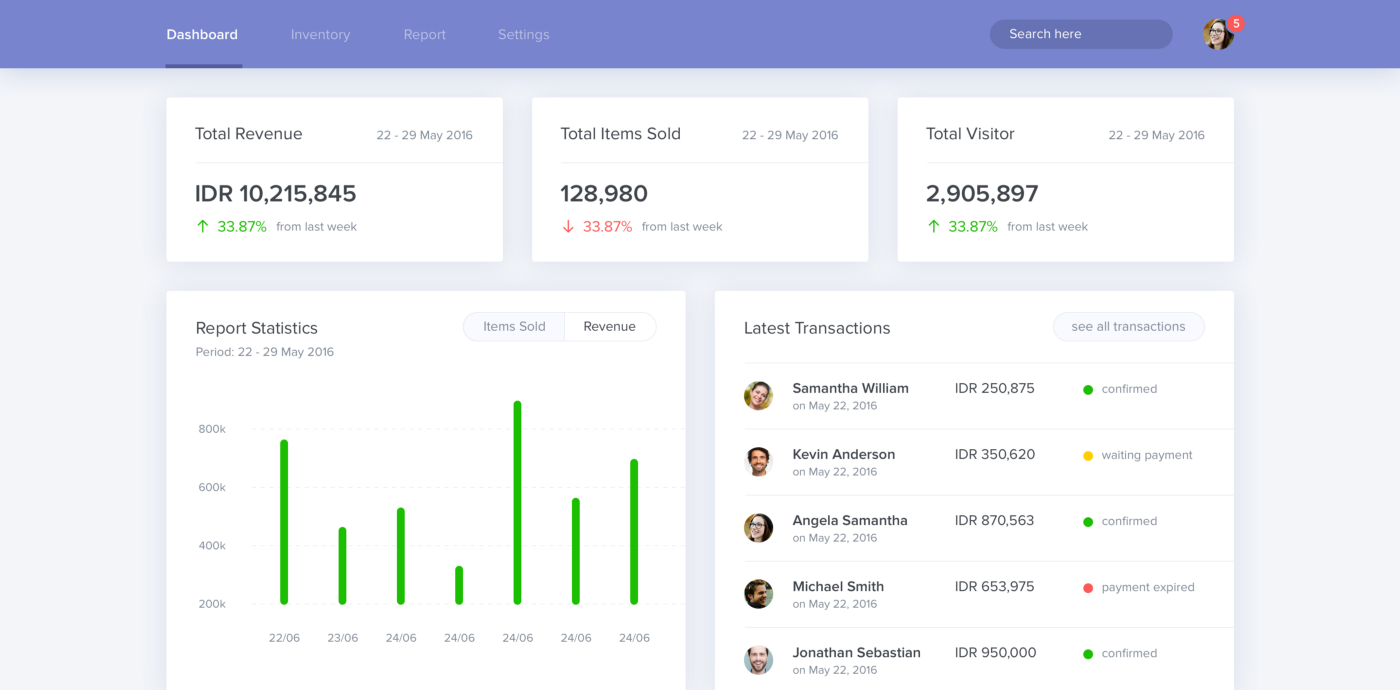 Dashboard Inventory Report Settings Search here 5
Total Revenue 22 - 29 May 2016
IDR 10,215,845
33.87% from last week
Total Items Sold 22 - 29 May 2016
128,980
33.87% from last week
Total Visitor 22 - 29 May 2016
2,905,897
33.87% from last week
Report Statistics Items Sold Revenue
Period: 22 - 29 May 2016
800k
600k
400k
200k
22/06 23/06 24/06 24/06 24/06 24/06 24/06
Latest Transactions see all transactions
Samantha William IDR 250,875 confirmed
on May 22, 2016
Kevin Anderson IDR 350,620 waiting payment
on May 22, 2016
Angela Samantha IDR 870,563 confirmed
on May 22, 2016
Michael Smith IDR 653,975 payment expired
on May 22, 2016
Jonathan Sebastian IDR 950,000 confirmed
on May 22, 2016